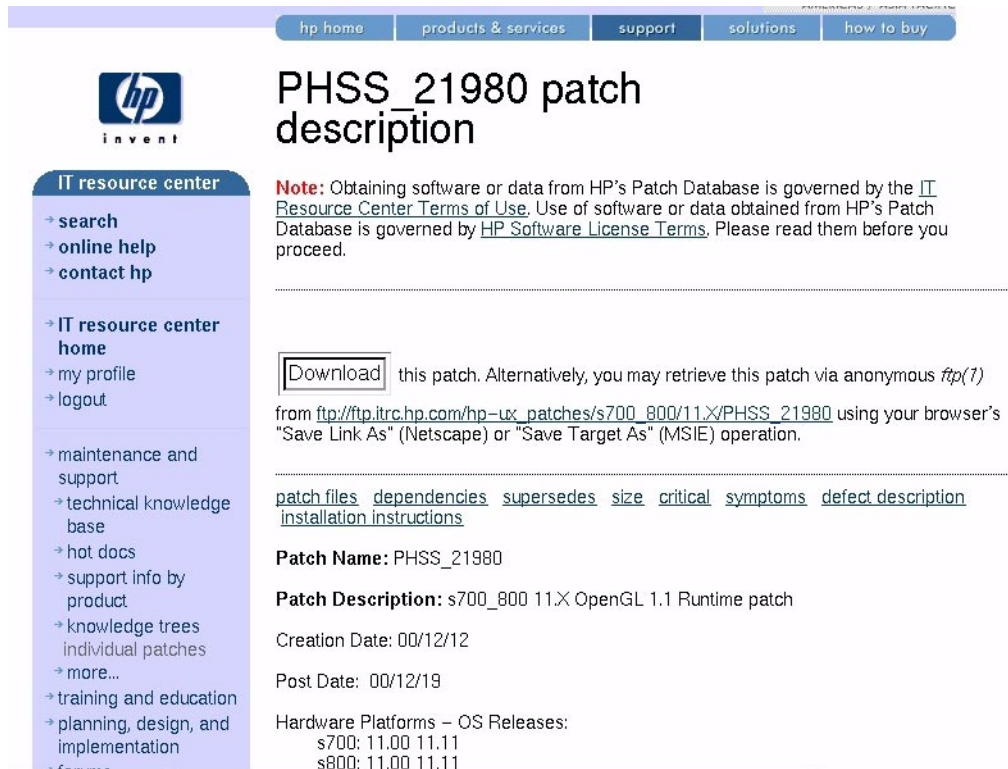 AMERICAS / ASIA PACIFIC
hp home
products & services
support
solutions
how to buy
hp
invent
IT resource center
search
online help
contact hp
IT resource center
home
my profile
logout
maintenance and
support
technical knowledge
base
hot docs
support info by
product
knowledge trees
individual patches
more...
training and education
planning, design, and
implementation
forums
PHSS_21980 patch
description
Note: Obtaining software or data from HP's Patch Database is governed by the IT
Resource Center Terms of Use. Use of software or data obtained from HP's Patch
Database is governed by HP Software License Terms. Please read them before you
proceed.
Download this patch. Alternatively, you may retrieve this patch via anonymous ftp(1)
from ftp://ftp.itrc.hp.com/hp-ux_patches/s700_800/11.X/PHSS_21980 using your browser's
"Save Link As" (Netscape) or "Save Target As" (MSIE) operation.
patch files dependencies supersedes size critical symptoms defect description
installation instructions
Patch Name: PHSS_21980
Patch Description: s700_800 11.X OpenGL 1.1 Runtime patch
Creation Date: 00/12/12
Post Date: 00/12/19
Hardware Platforms – OS Releases:
s700: 11.00 11.11
s800: 11.00 11.11